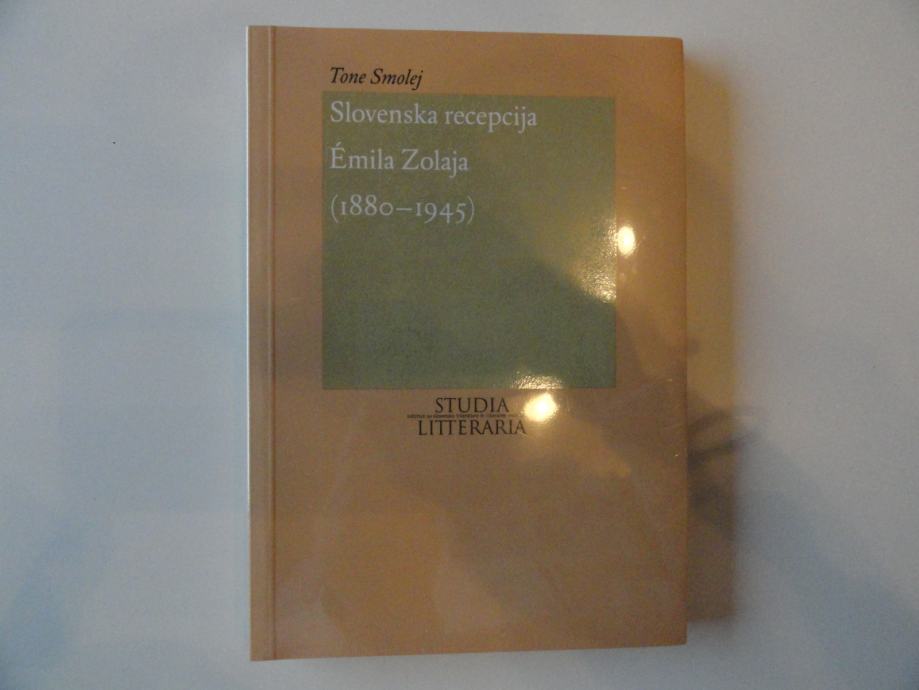 Tone Smolej
Slovenska recepcija
Émila Zolaja
(1880–1945)
STUDIA
LITTERARIA